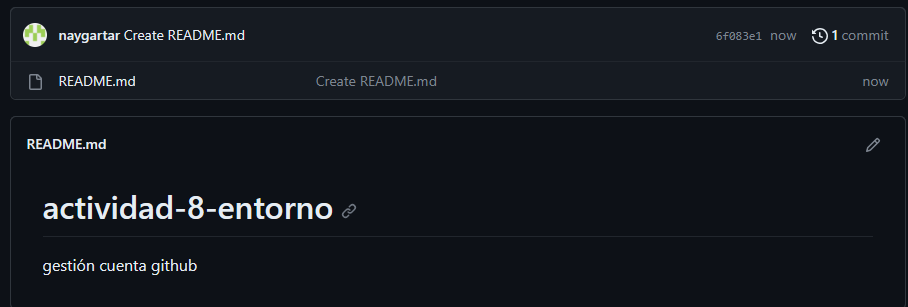 naygartar Create README.md 6f083e1 now 1 commit
README.md Create README.md now
README.md
actividad-8-entorno
gestión cuenta github